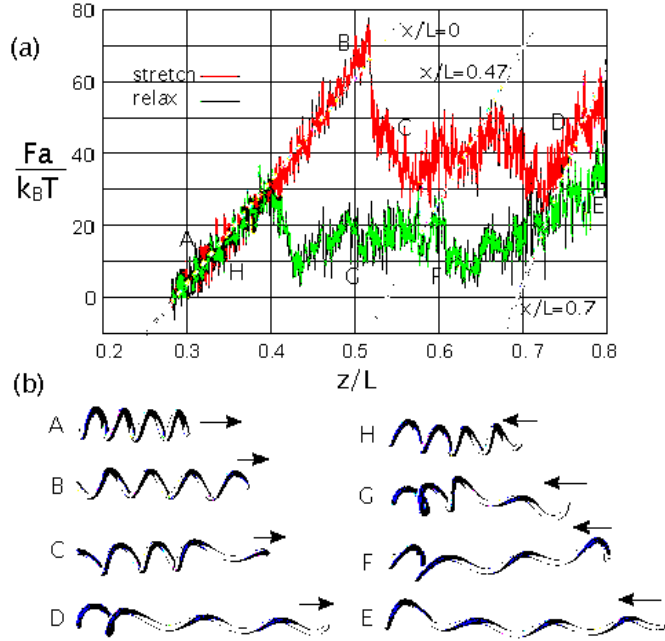 (a)
80
60
40
20
0
Fa
k_BT
stretch
relax
x/L=0
x/L=0.47
x/L=0.7
A
B
C
D
E
F
G
H
0.2 0.3 0.4 0.5 0.6 0.7 0.8
z/L
(b)
A
B
C
D
H
G
F
E